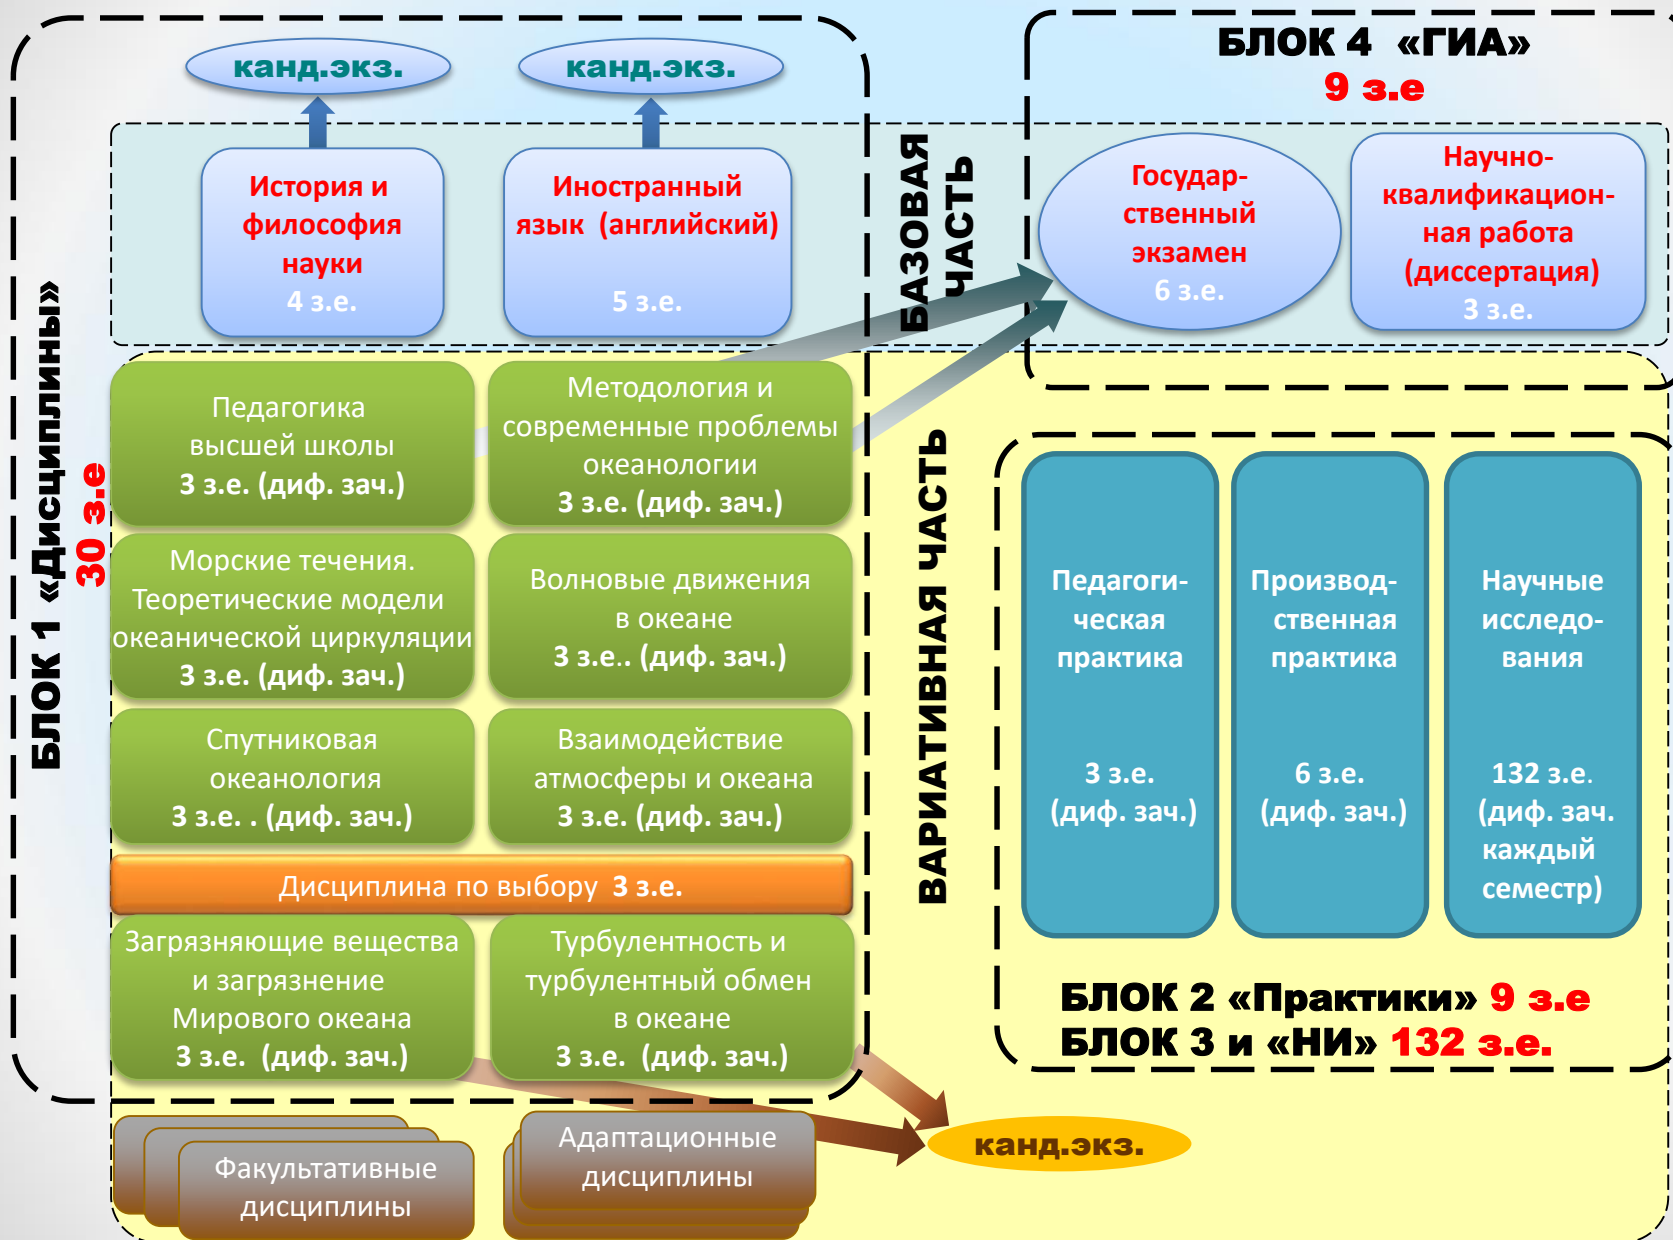 БЛОК 1 «Дисциплины»
30 з.е
канд.экз.
канд.экз.
История и
философия
науки
4 з.е.
Иностранный
язык (английский)
5 з.е.
БАЗОВАЯ
ЧАСТЬ
БЛОК 4 «ГИА»
9 з.е
Государ-
ственный
экзамен
6 з.е.
Научно-
квалификацион-
ная работа
(диссертация)
3 з.е.
Педагогика
высшей школы
3 з.е. (диф. зач.)
Методология и
современные проблемы
океанологии
3 з.е. (диф. зач.)
Морские течения.
Теоретические модели
океанической циркуляции
3 з.е. (диф. зач.)
Волновые движения
в океане
3 з.е.. (диф. зач.)
Спутниковая
океанология
3 з.е. . (диф. зач.)
Взаимодействие
атмосферы и океана
3 з.е. (диф. зач.)
Дисциплина по выбору 3 з.е.
Загрязняющие вещества
и загрязнение
Мирового океана
3 з.е. (диф. зач.)
Турбулентность и
турбулентный обмен
в океане
3 з.е. (диф. зач.)
Факультативные
дисциплины
Адаптационные
дисциплины
канд.экз.
ВАРИАТИВНАЯ ЧАСТЬ
Педагоги-
ческая
практика
3 з.е.
(диф. зач.)
Производ-
ственная
практика
6 з.е.
(диф. зач.)
Научные
исследо-
вания
132 з.е.
(диф. зач.
каждый
семестр)
БЛОК 2 «Практики» 9 з.е
БЛОК 3 и «НИ» 132 з.е.